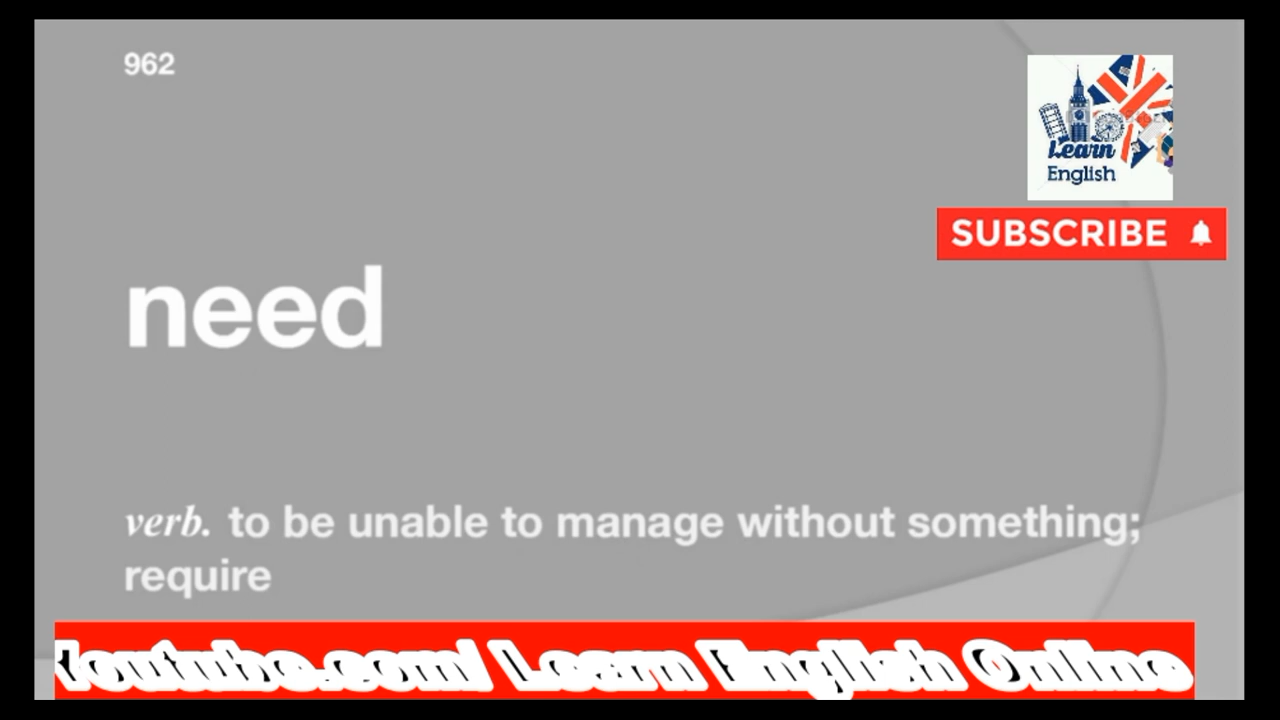 962
Learn
English
SUBSCRIBE
need
verb. to be unable to manage without something;
require
Youtube.com/ Learn English Online